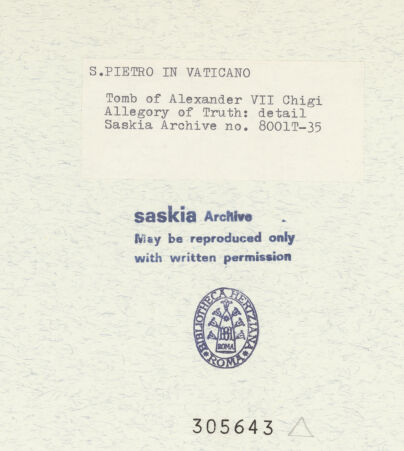 S.PIETRO IN VATICANO
Tomb of Alexander VII Chigi
Allegory of Truth: detail
Saskia Archive no. 8001T-35
saskia Archive
May be reproduced only
with written permission
BIBLIOTHECA HERTZIANA
ROMA
ROMA
305643